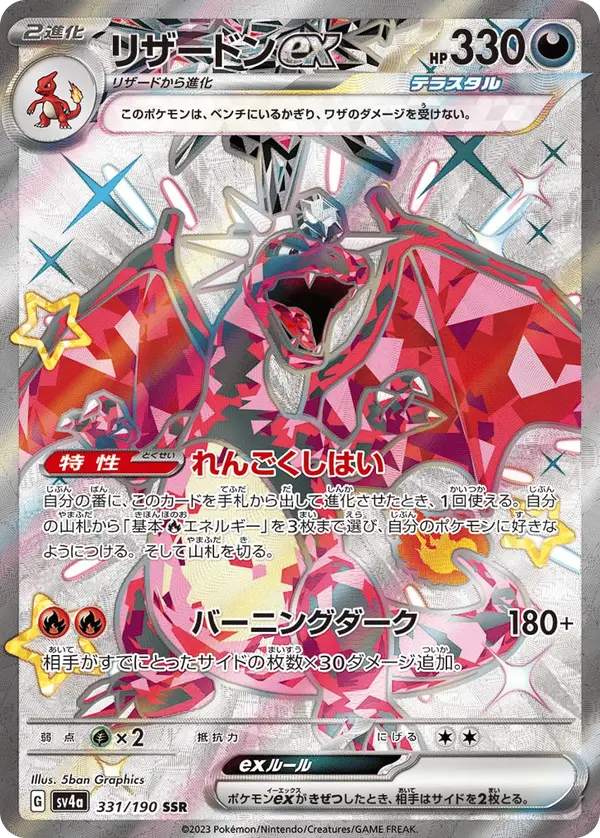 2進化
リザードンex
HP 330
リザードから進化
テラスタル
このポケモンは、ベンチにいるかぎり、ワザのダメージを受けない。
特性 れんごくしはい
自分の番に、このカードを手札から出して進化させたとき、1回使える。自分
の山札から「基本エネルギー」を3枚まで選び、自分のポケモンに好きな
ようにつける。そして山札を切る。
バーニングダーク 180+
相手がすでにとったサイドの枚数×30ダメージ追加。
弱点 ×2 抵抗力 にげる
exルール
ポケモンexがきぜつしたとき、相手はサイドを2枚とる。
Illus. 5ban Graphics
G sv4a 331/190 SSR
©2023 Pokémon/Nintendo/Creatures/GAME FREAK.